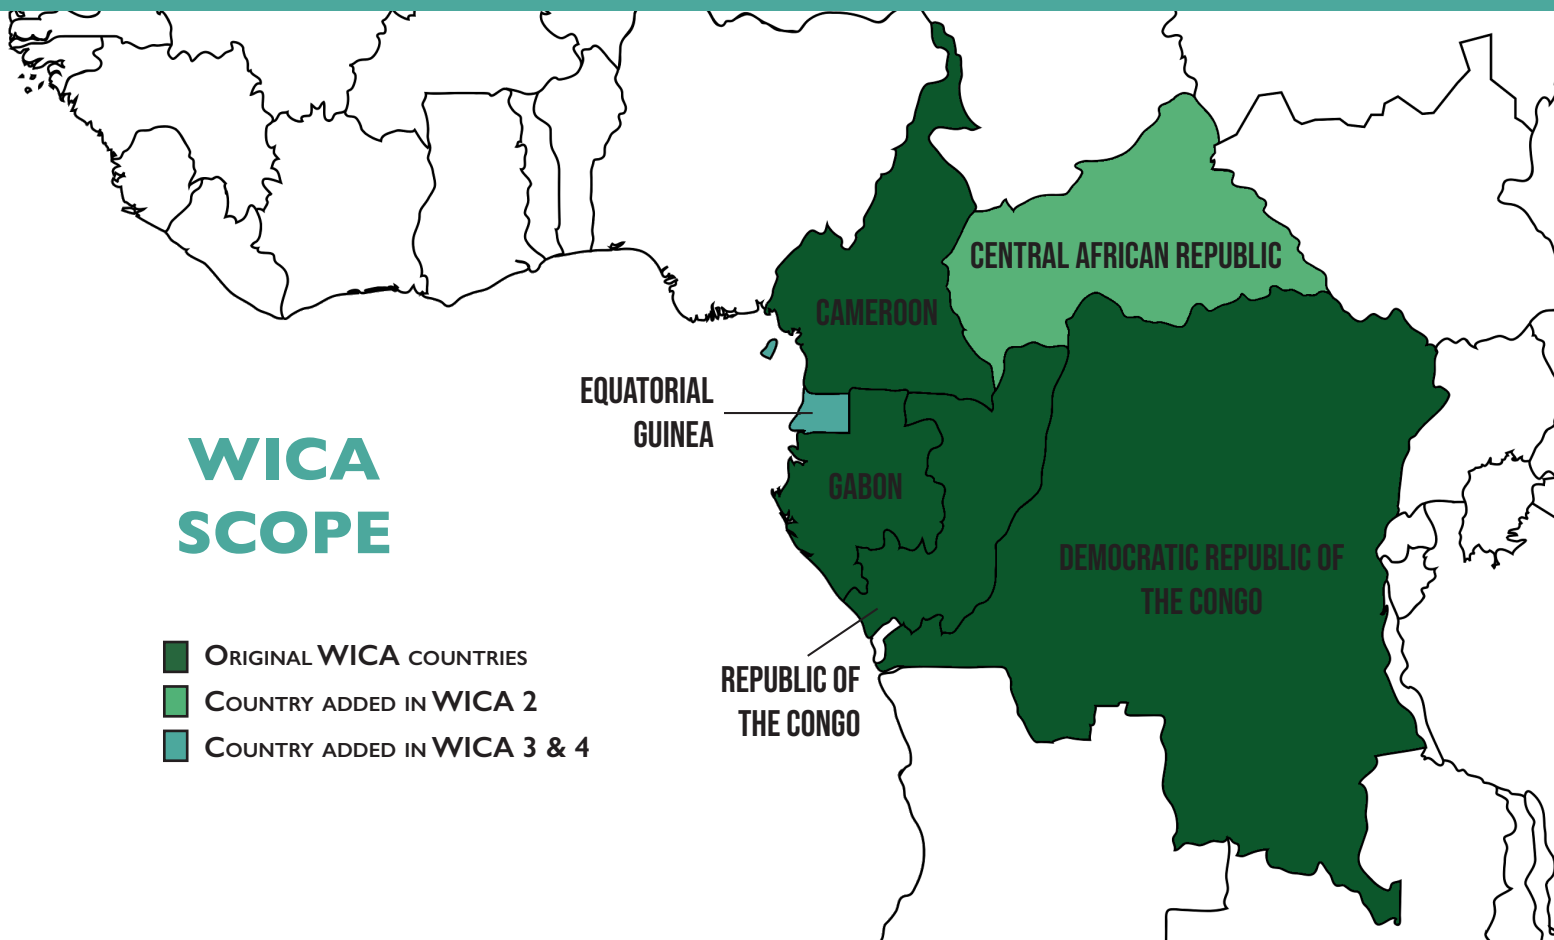 CENTRAL AFRICAN REPUBLIC
CAMEROON
EQUATORIAL
GUINEA
GABON
DEMOCRATIC REPUBLIC OF
THE CONGO
REPUBLIC OF
THE CONGO
WICA
SCOPE
Original WICA countries
Country added in WICA 2
Country added in WICA 3 & 4